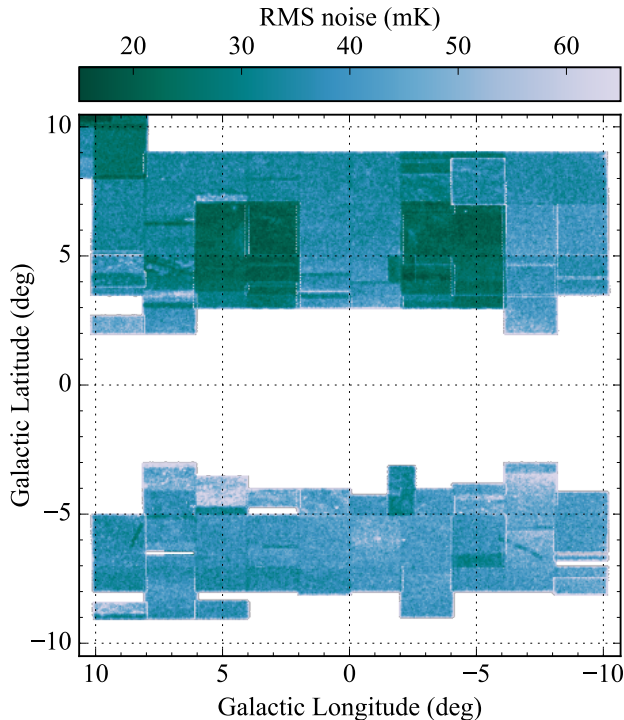 RMS noise (mK)
20 30 40 50 60
10
5
0
−5
−10
Galactic Latitude (deg)
10 5 0 −5 −10
Galactic Longitude (deg)